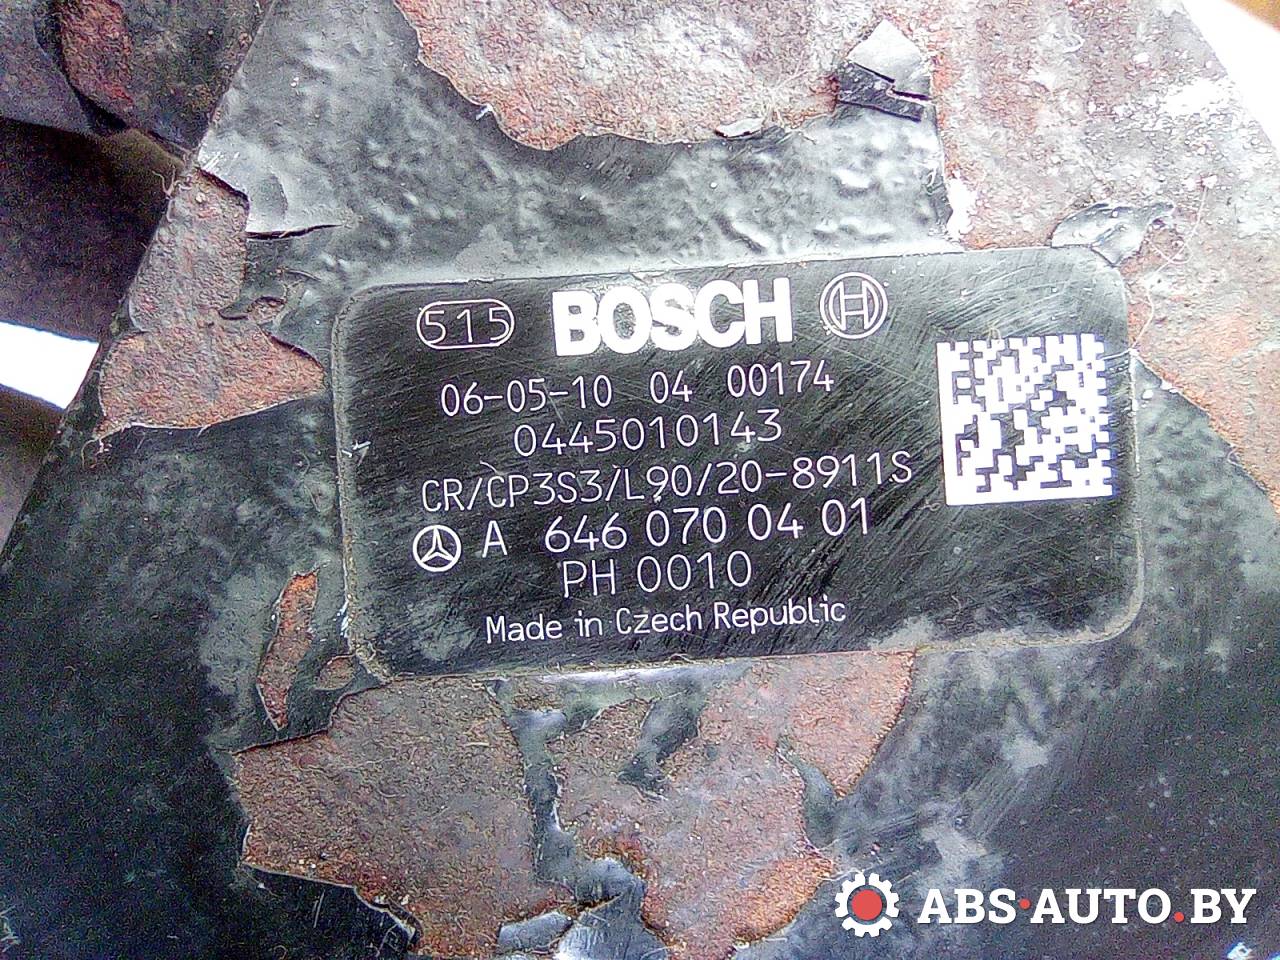 515 BOSCH H
06-05-10 04 00174
0445010143
CR/CP3S3/L90/20-8911S
A 646 070 04 01
PH 0010
Made in Czech Republic
ABS·AUTO.BY